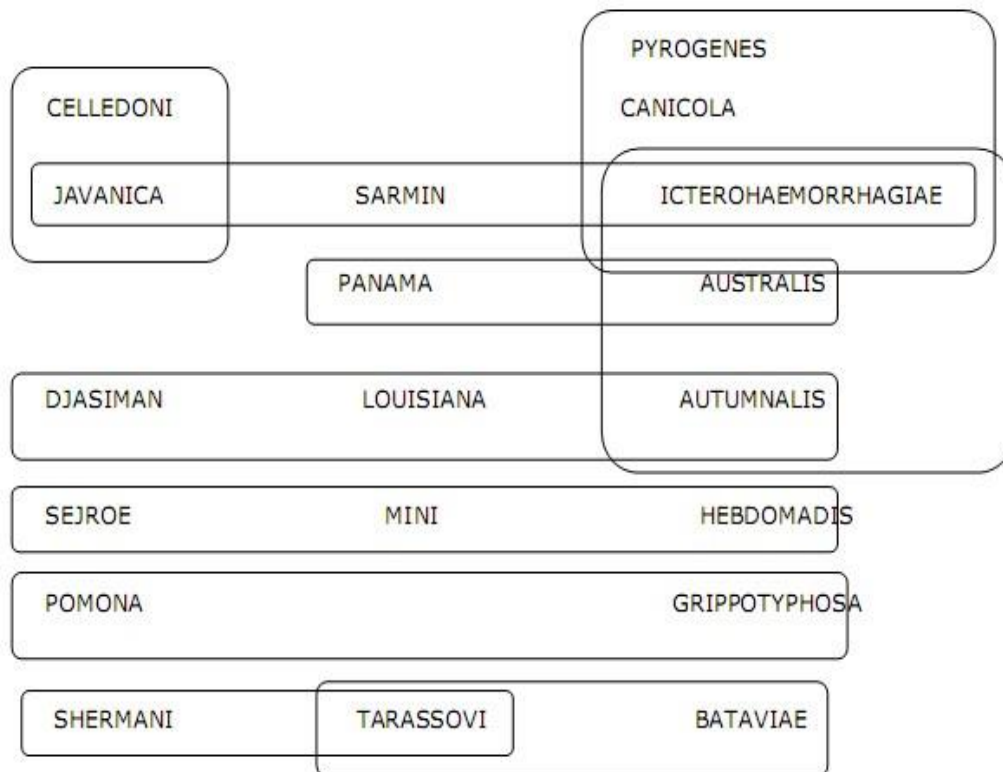 PYROGENES
CELLEDONI CANICOLA
JAVANICA SARMIN ICTEROHAEMORRHAGIAE
PANAMA AUSTRALIS
DJASIMAN LOUISIANA AUTUMNALIS
SEJROE MINI HEBDOMADIS
POMONA GRIPPOTYPHOSA
SHERMANI TARASSOVI BATAVIAE